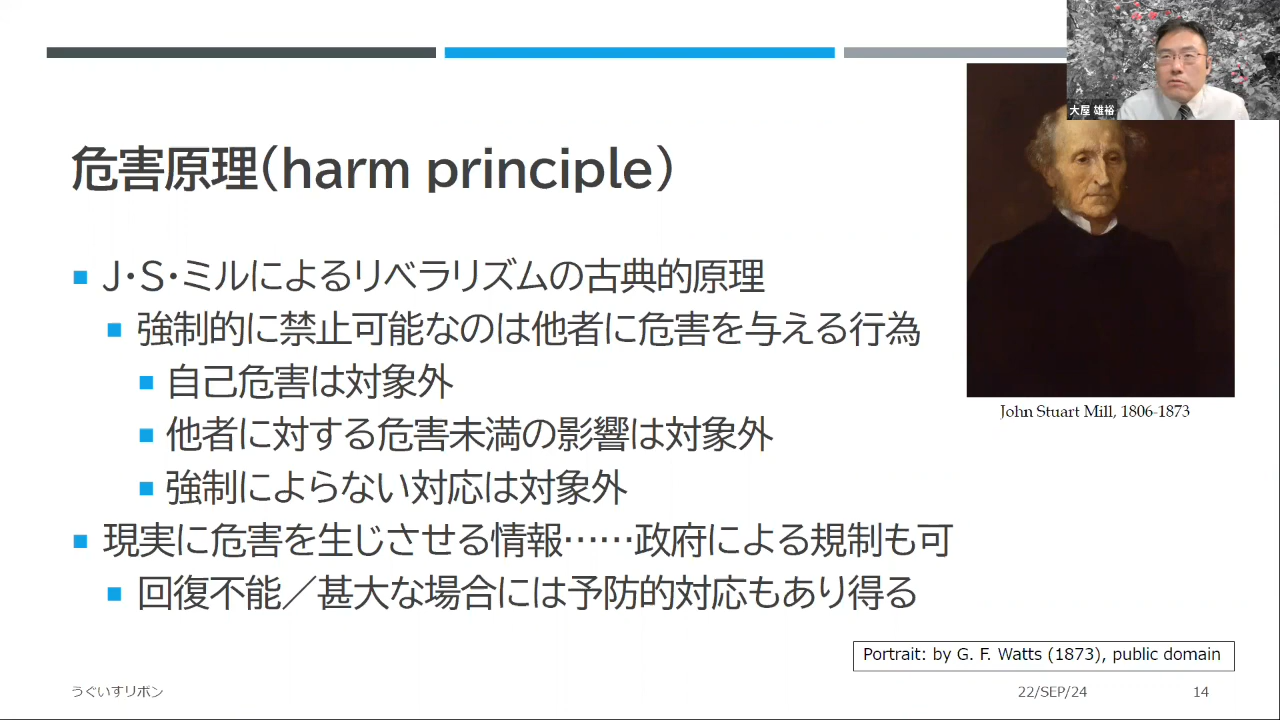 大屋 雄裕
危害原理(harm principle)
J・S・ミルによるリベラリズムの古典的原理
強制的に禁止可能なのは他者に危害を与える行為
自己危害は対象外
他者に対する危害未満の影響は対象外
強制によらない対応は対象外
現実に危害を生じさせる情報……政府による規制も可
回復不能／甚大な場合には予防的対応もあり得る
John Stuart Mill, 1806-1873
Portrait: by G. F. Watts (1873), public domain
うぐいすリボン
22/SEP/24
14